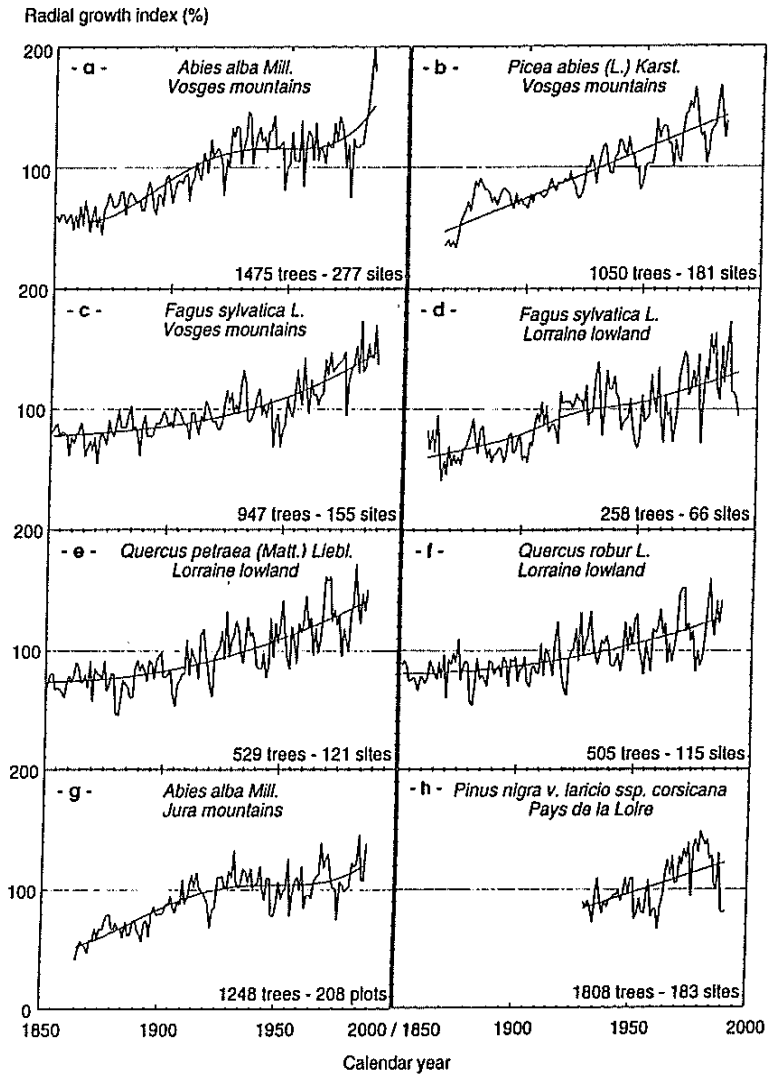 Radial growth index (%)
200
- a -
Abies alba Mill.
Vosges mountains
100
1475 trees - 277 sites
- b -
Picea abies (L.) Karst.
Vosges mountains
1050 trees - 181 sites
200
- c -
Fagus sylvatica L.
Vosges mountains
100
947 trees - 155 sites
- d -
Fagus sylvatica L.
Lorraine lowland
258 trees - 66 sites
200
- e -
Quercus petraea (Matt.) Liebl.
Lorraine lowland
100
529 trees - 121 sites
- f -
Quercus robur L.
Lorraine lowland
505 trees - 115 sites
200
- g -
Abies alba Mill.
Jura mountains
100
1248 trees - 208 plots
- h -
Pinus nigra v. laricio ssp. corsicana
Pays de la Loire
1808 trees - 183 sites
0
1850 1900 1950 2000 / 1850 1900 1950 2000
Calendar year